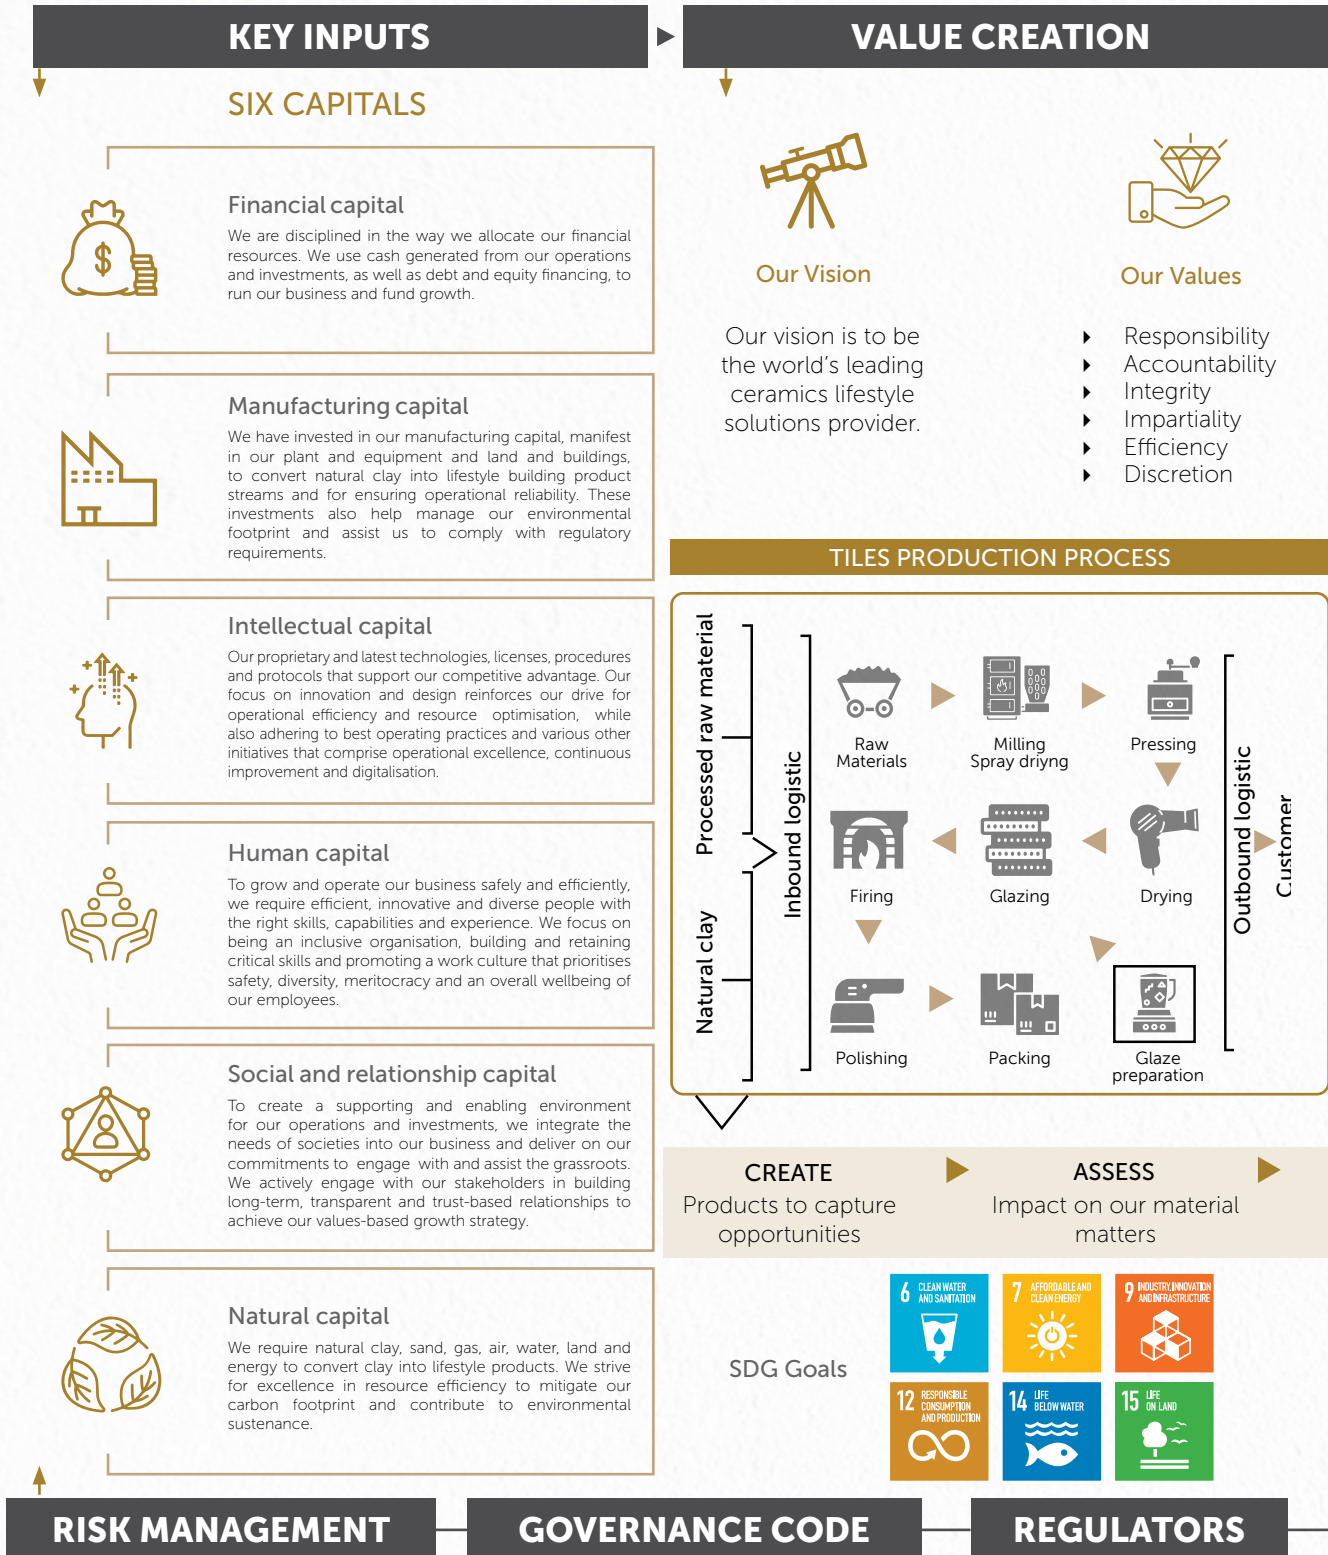 KEY INPUTS
SIX CAPITALS
Financial capital
We are disciplined in the way we allocate our financial
resources. We use cash generated from our operations
and investments, as well as debt and equity financing, to
run our business and fund growth.
Manufacturing capital
We have invested in our manufacturing capital, manifest
in our plant and equipment and land and buildings,
to convert natural clay into lifestyle building product
streams and for ensuring operational reliability. These
investments also help manage our environmental
footprint and assist us to comply with regulatory
requirements.
Intellectual capital
Our proprietary and latest technologies, licenses, procedures
and protocols that support our competitive advantage. Our
focus on innovation and design reinforces our drive for
operational efficiency and resource optimisation, while
also adhering to best operating practices and various other
initiatives that comprise operational excellence, continuous
improvement and digitalisation.
Human capital
To grow and operate our business safely and efficiently,
we require efficient, innovative and diverse people with
the right skills, capabilities and experience. We focus on
being an inclusive organisation, building and retaining
critical skills and promoting a work culture that prioritises
safety, diversity, meritocracy and an overall wellbeing of
our employees.
Social and relationship capital
To create a supporting and enabling environment
for our operations and investments, we integrate the
needs of societies into our business and deliver on our
commitments to engage with and assist the grassroots.
We actively engage with our stakeholders in building
long-term, transparent and trust-based relationships to
achieve our values-based growth strategy.
Natural capital
We require natural clay, sand, gas, air, water, land and
energy to convert clay into lifestyle products. We strive
for excellence in resource efficiency to mitigate our
carbon footprint and contribute to environmental
sustenance.
VALUE CREATION
Our Vision
Our vision is to be
the world's leading
ceramics lifestyle
solutions provider.
Our Values
Responsibility
Accountability
Integrity
Impartiality
Efficiency
Discretion
TILES PRODUCTION PROCESS
Processed raw material
Natural clay
Inbound logistic
Raw
Materials
Milling
Spray driyng
Pressing
Firing
Glazing
Drying
Polishing
Packing
Glaze
preparation
Outbound logistic
Customer
CREATE
Products to capture
opportunities
ASSESS
Impact on our material
matters
SDG Goals
6 CLEAN WATER
AND SANITATION
7 AFFORDABLE AND
CLEAN ENERGY
9 INDUSTRY, INNOVATION
AND INFRASTRUCTURE
12 RESPONSIBLE
CONSUMPTION
AND PRODUCTION
14 LIFE
BELOW WATER
15 LIFE
ON LAND
RISK MANAGEMENT
GOVERNANCE CODE
REGULATORS